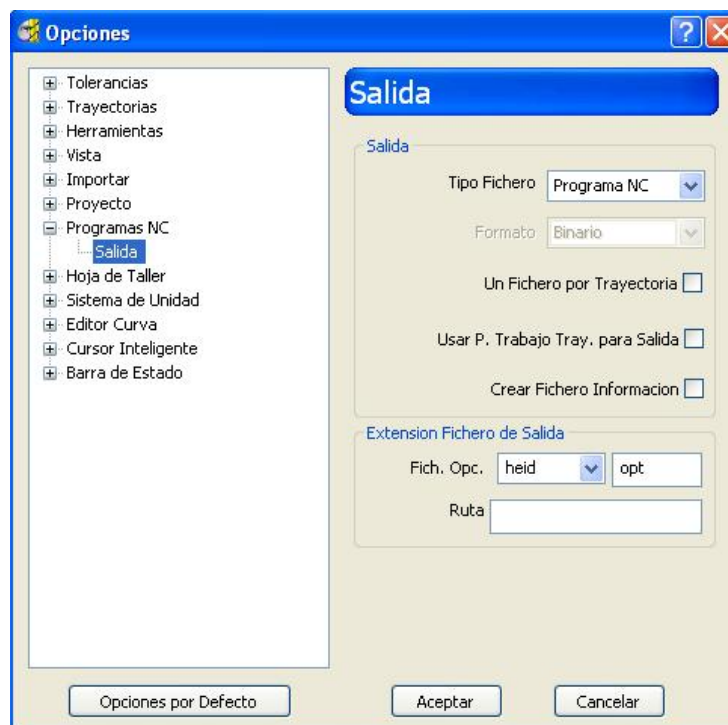 Opciones
Tolerancias
Trayectorias
Herramientas
Vista
Importar
Proyecto
Programas NC
Salida
Hoja de Taller
Sistema de Unidad
Editor Curva
Cursor Inteligente
Barra de Estado
Salida
Salida
Tipo Fichero Programa NC
Formato Binario
Un Fichero por Trayectoria
Usar P. Trabajo Tray. para Salida
Crear Fichero Informacion
Extension Fichero de Salida
Fich. Opc. heid opt
Ruta
Opciones por Defecto Aceptar Cancelar